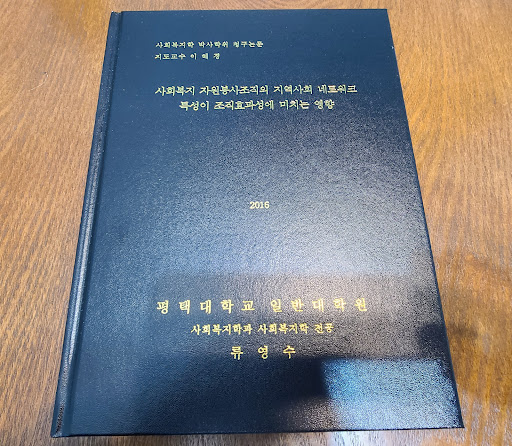 사회복지학 박사학위 청구논문
지도교수 이 혜 경
사회복지 자원봉사조직의 지역사회 네트워크
특성이 조직효과성에 미치는 영향
2016
평택대학교 일반대학원
사회복지학과 사회복지학 전공
류영수